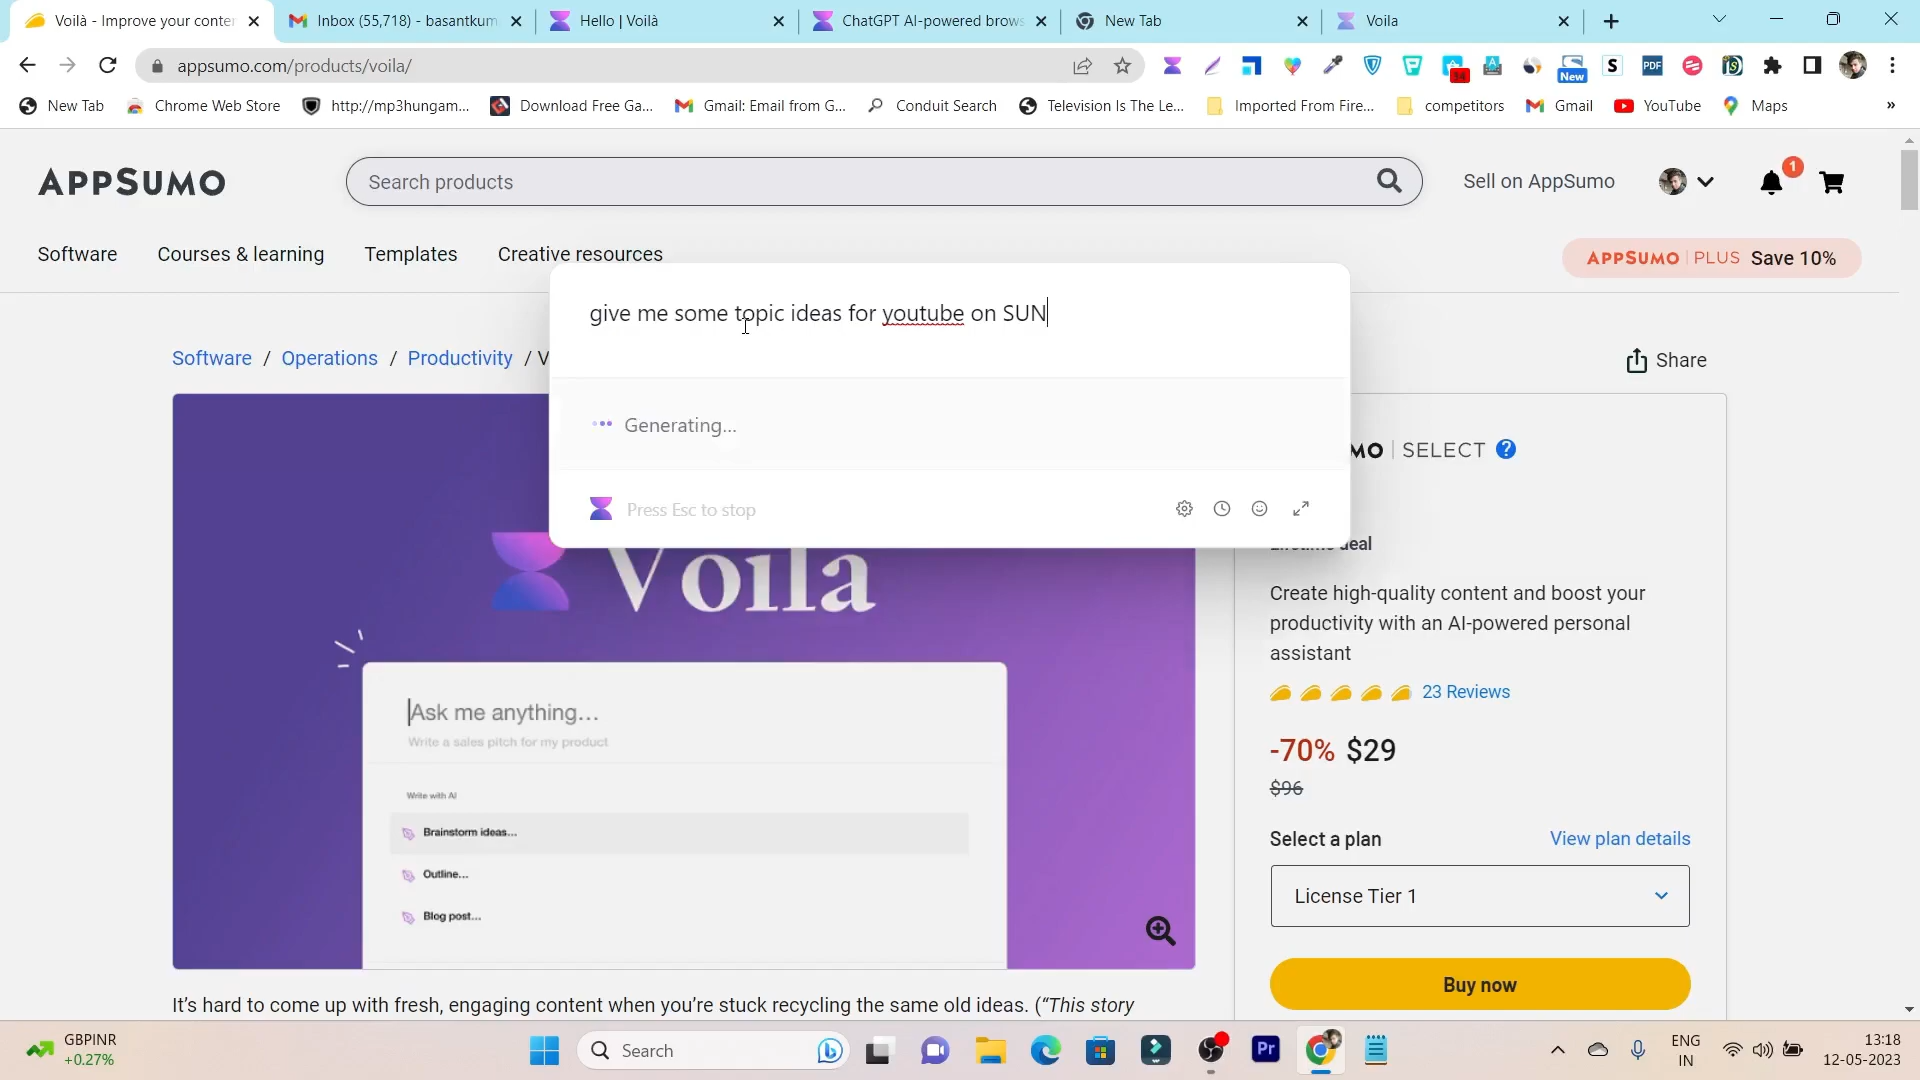 Voilà - Improve your conter
Inbox (55,718) - basantkum
Hello | Voilà
ChatGPT AI-powered brows
New Tab
Voila
appsumo.com/products/voila/
14
New
S
PDF
New Tab
Chrome Web Store
http://mp3hungam...
Download Free Ga...
Gmail: Email from G...
Conduit Search
Television Is The Le...
Imported From Fire...
competitors
Gmail
YouTube
Maps
»
APPSUMO
Search products
Sell on AppSumo
1
Software
Courses & learning
Templates
Creative resources
APPSUMO | PLUS Save 10%
give me some topic ideas for youtube on SUN
Software / Operations / Productivity / V
Share
Generating...
MO | SELECT ?
Press Esc to stop
deal
Voila
Create high-quality content and boost your
productivity with an AI-powered personal
assistant
23 Reviews
Ask me anything...
Write a sales pitch for my product
-70% $29
$96
Write with AI
Brainstorm ideas...
Select a plan
View plan details
Outline...
License Tier 1
Blog post...
Buy now
It's hard to come up with fresh, engaging content when you're stuck recycling the same old ideas. (“This story
GBPINR
+0.27%
Search
Pr
ENG
IN
13:18
12-05-2023